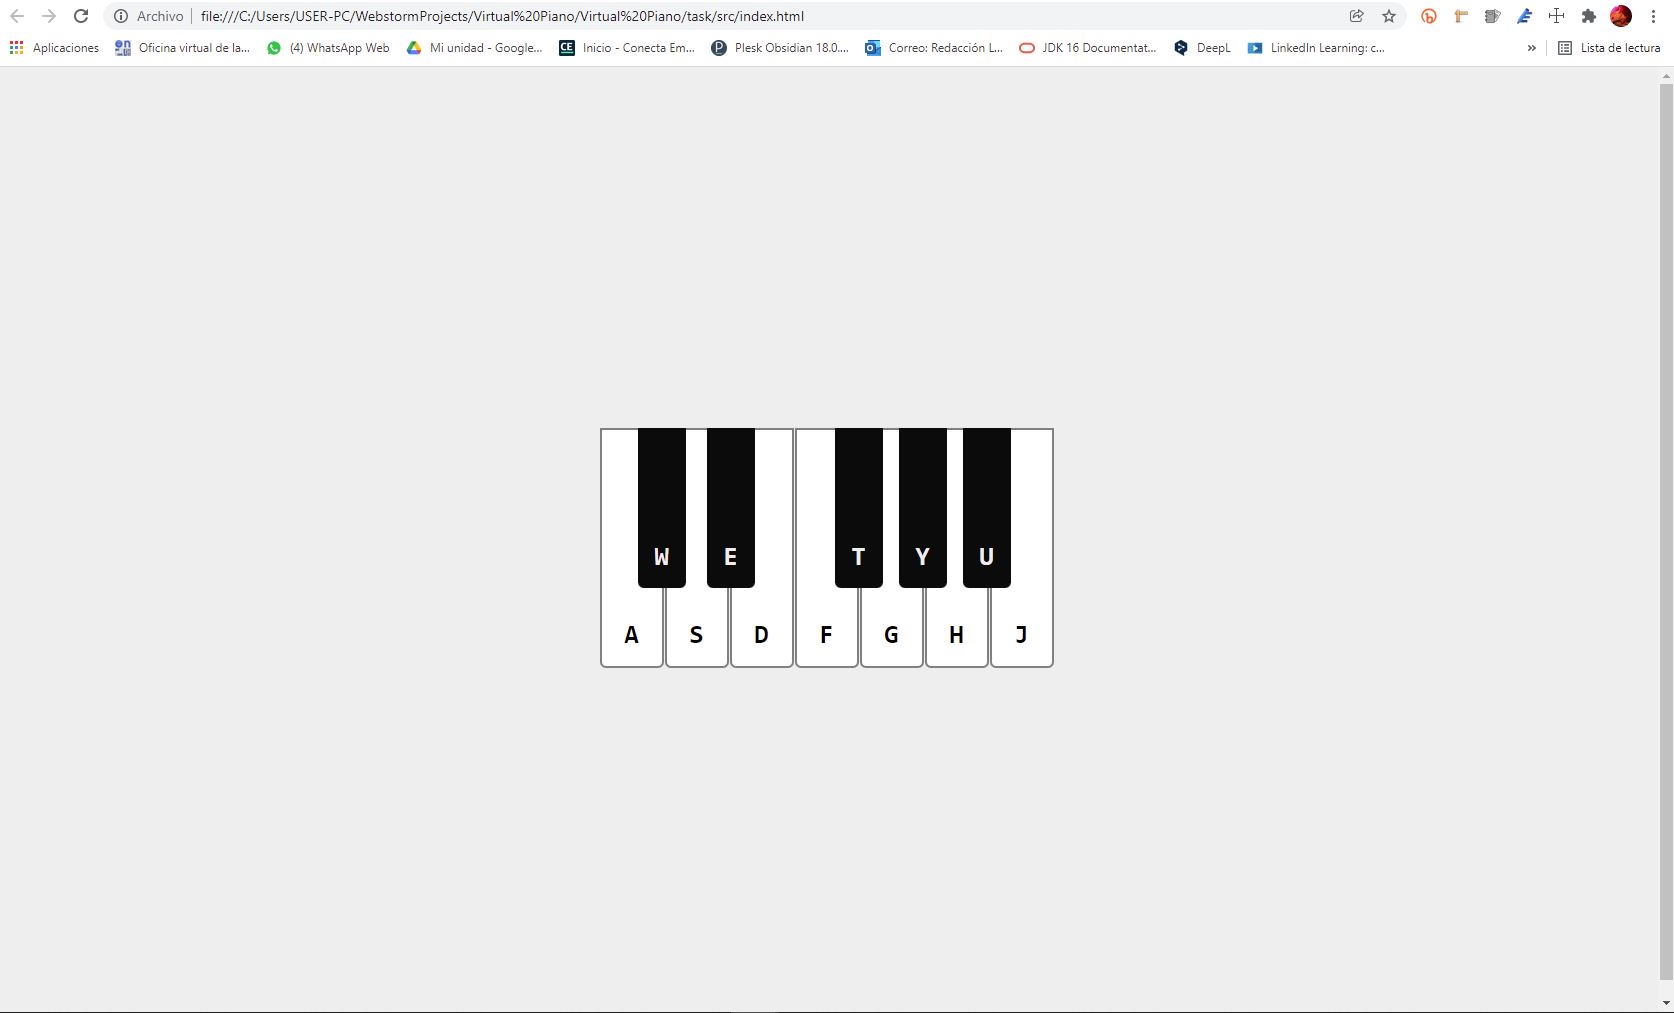 Archivo file:///C:/Users/USER-PC/WebstormProjects/Virtual%20Piano/Virtual%20Piano/task/src/index.html
Aplicaciones Oficina virtual de la... (4) WhatsApp Web Mi unidad - Google... CE Inicio - Conecta Em... Plesk Obsidian 18.0.... Correo: Redacción L... JDK 16 Documentat... DeepL LinkedIn Learning: c... » Lista de lectura
W E T Y U
A S D F G H J